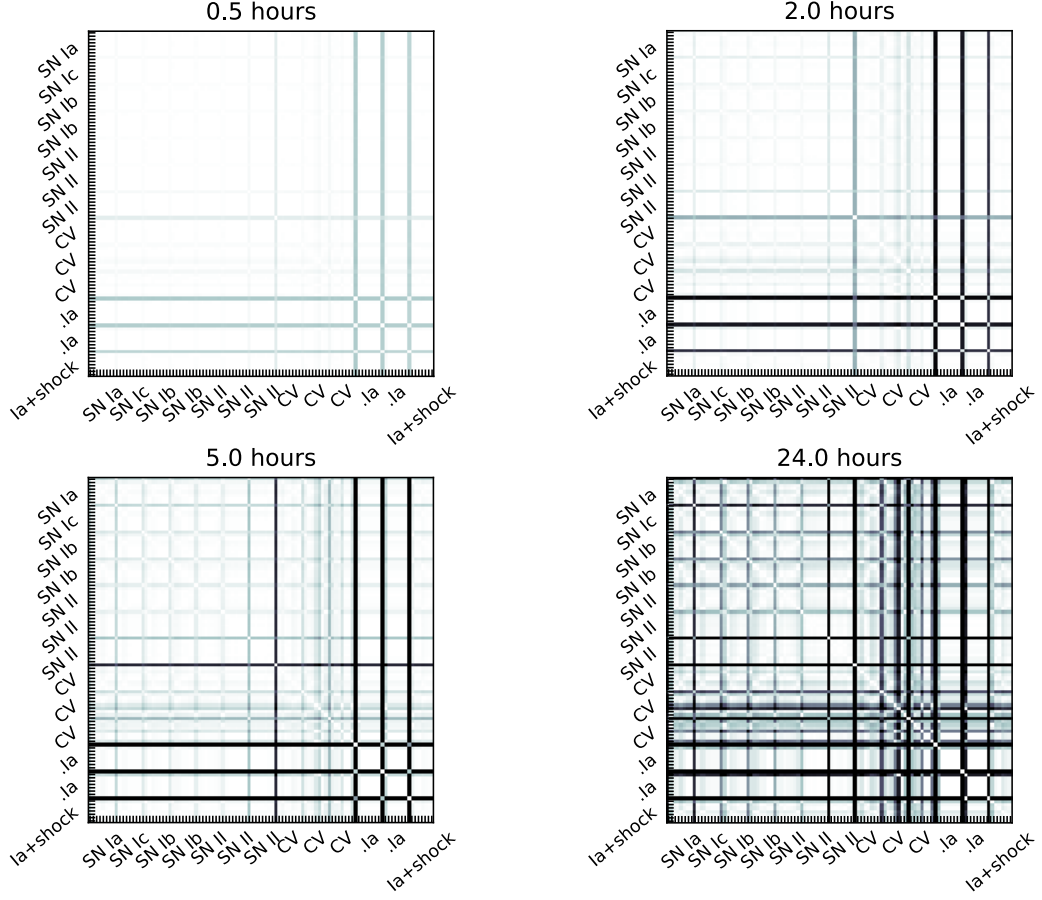 0.5 hours
SN Ia
SN Ic
SN Ib
SN Ib
SN II
SN II
SN II
CV
CV
CV
.Ia
.Ia
Ia+shock
SN Ia
SN Ic
SN Ib
SN Ib
SN II
SN II
SN II
CV
CV
CV
.Ia
.Ia
Ia+shock
2.0 hours
SN Ia
SN Ic
SN Ib
SN Ib
SN II
SN II
SN II
CV
CV
CV
.Ia
.Ia
Ia+shock
SN Ia
SN Ic
SN Ib
SN Ib
SN II
SN II
SN II
CV
CV
CV
.Ia
.Ia
Ia+shock
5.0 hours
SN Ia
SN Ic
SN Ib
SN Ib
SN II
SN II
SN II
CV
CV
CV
.Ia
.Ia
Ia+shock
SN Ia
SN Ic
SN Ib
SN Ib
SN II
SN II
SN II
CV
CV
CV
.Ia
.Ia
Ia+shock
24.0 hours
SN Ia
SN Ic
SN Ib
SN Ib
SN II
SN II
SN II
CV
CV
CV
.Ia
.Ia
Ia+shock
SN Ia
SN Ic
SN Ib
SN Ib
SN II
SN II
SN II
CV
CV
CV
.Ia
.Ia
Ia+shock